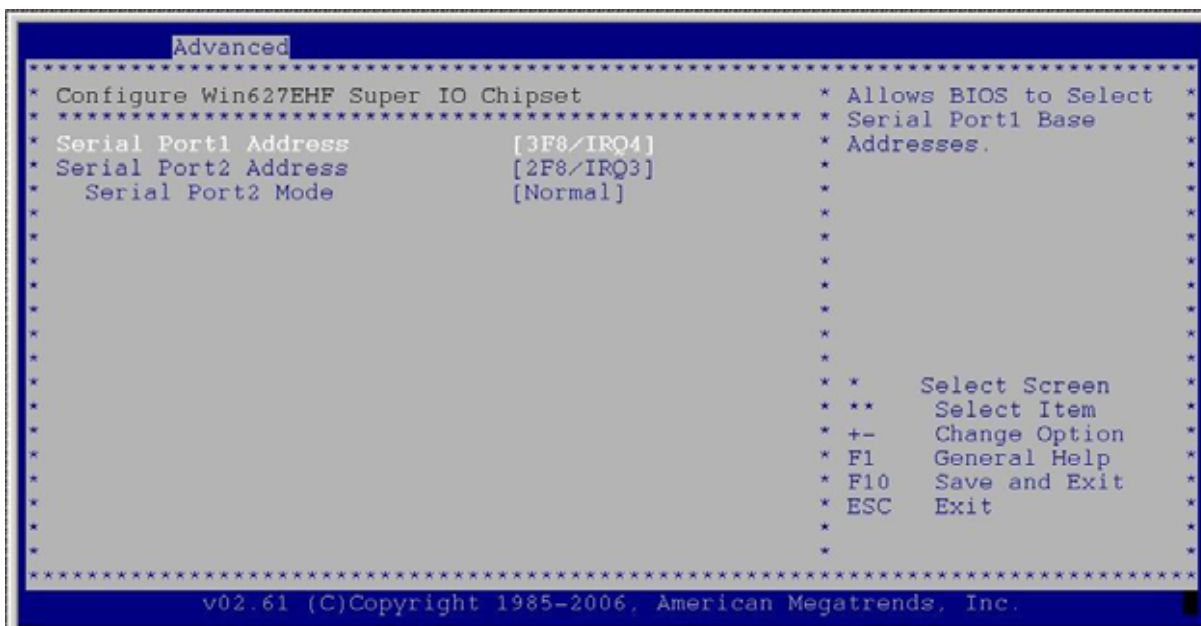 Advanced
Configure Win627EHF Super IO Chipset
Serial Port1 Address [3F8/IRQ4]
Serial Port2 Address [2F8/IRQ3]
Serial Port2 Mode [Normal]
Allows BIOS to Select
Serial Port1 Base
Addresses.
* Select Screen
** Select Item
+- Change Option
F1 General Help
F10 Save and Exit
ESC Exit
v02.61 (C)Copyright 1985-2006, American Megatrends, Inc.